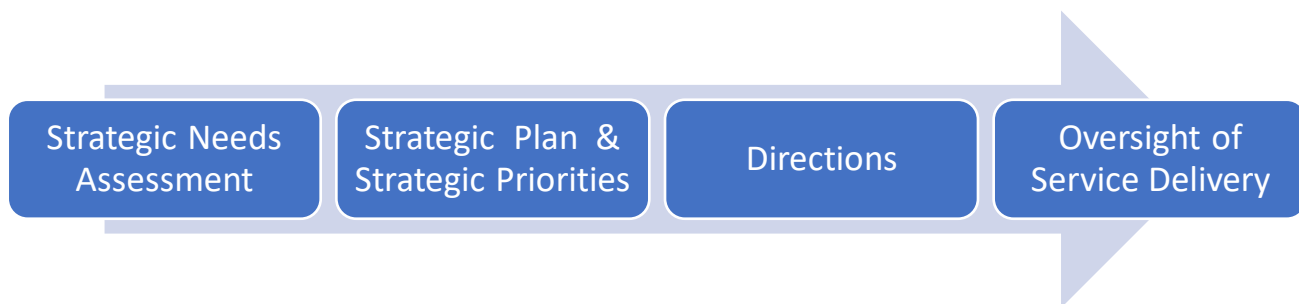 Strategic Needs
Assessment
Strategic Plan &
Strategic Priorities
Directions
Oversight of
Service Delivery